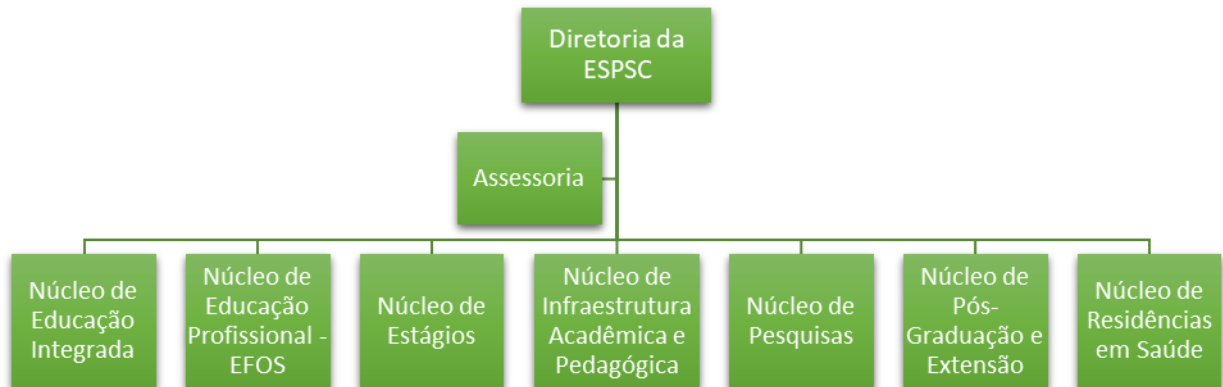 Diretoria da
ESPSC
Assessoria
Núcleo de
Educação
Integrada
Núcleo de
Educação
Profissional -
EFOS
Núcleo de
Estágios
Núcleo de
Infraestrutura
Acadêmica e
Pedagógica
Núcleo de
Pesquisas
Núcleo de
Pós-
Graduação e
Extensão
Núcleo de
Residências
em Saúde